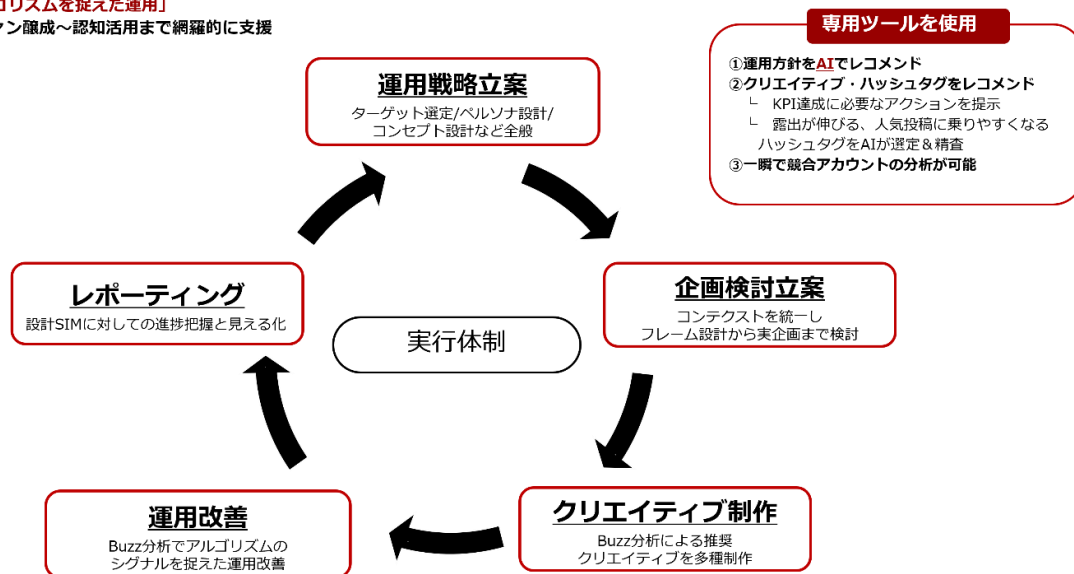 ゴリズムを捉えた運用」
ァン醸成～認知活用まで網羅的に支援
専用ツールを使用
①運用方針をAIでレコメンド
②クリエイティブ・ハッシュタグをレコメンド
└ KPI達成に必要なアクションを提示
└ 露出が伸びる、人気投稿に乗りやすくなる
ハッシュタグをAIが選定＆精査
③一瞬で競合アカウントの分析が可能
運用戦略立案
ターゲット選定/ペルソナ設計/
コンセプト設計など全般
企画検討立案
コンテクストを統一し
フレーム設計から実企画まで検討
クリエイティブ制作
Buzz分析による推奨
クリエイティブを多種制作
運用改善
Buzz分析でアルゴリズムの
シグナルを捉えた運用改善
レポーティング
設計SIMに対しての進捗把握と見える化
実行体制